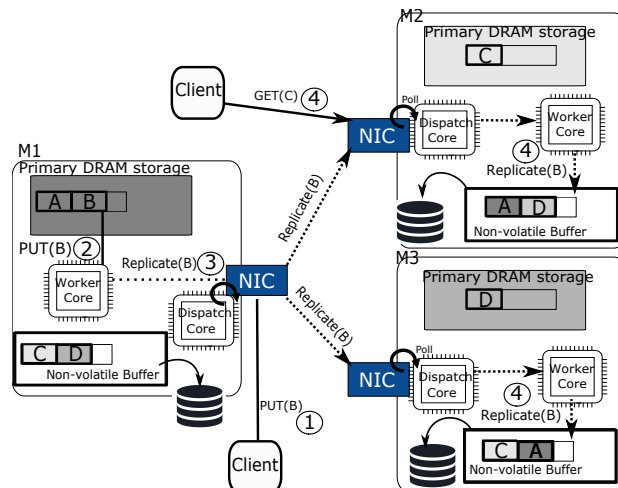 M2
Primary DRAM storage
C
Client
GET(C) 4
Poll
NIC
Dispatch
Core
Worker
Core
4
Replicate(B)
A D
Non-volatile Buffer
M1
Primary DRAM storage
A B
PUT(B) 2
Replicate(B) 3
Worker
Core
NIC
Dispatch
Core
C D
Non-volatile Buffer
Replicate(B)
Replicate(B)
PUT(B) 1
Client
M3
Primary DRAM storage
D
Poll
NIC
Dispatch
Core
Worker
Core
4
Replicate(B)
C A
Non-volatile Buffer